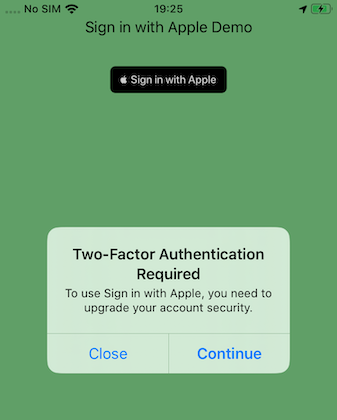 No SIM 19:25
Sign in with Apple Demo
Sign in with Apple
Two-Factor Authentication
Required
To use Sign in with Apple, you need to
upgrade your account security.
Close Continue